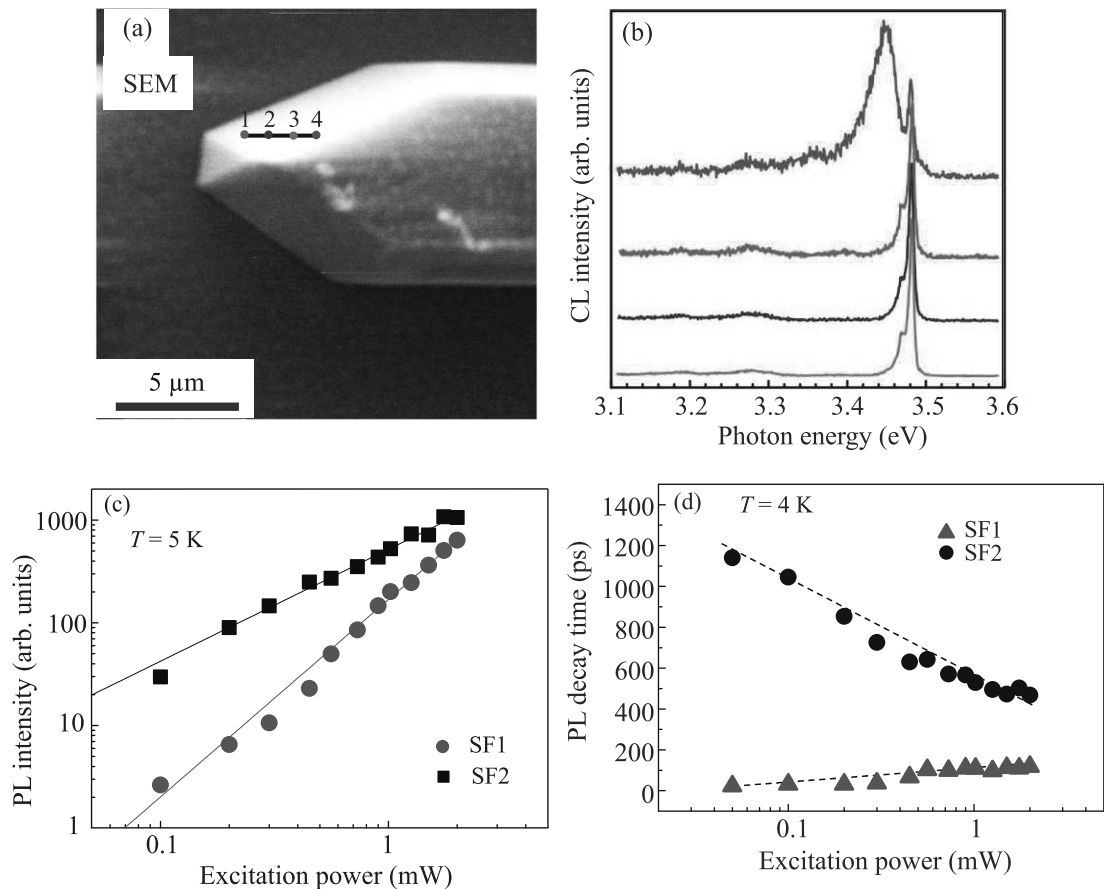 (a)
SEM
1 2 3 4
5 µm
(b)
CL intensity (arb. units)
3.1 3.2 3.3 3.4 3.5 3.6
Photon energy (eV)
(c)
T = 5 K
PL intensity (arb. units)
1000
100
10
1
SF1
SF2
0.1 1
Excitation power (mW)
(d)
T = 4 K
PL decay time (ps)
1400
1200
1000
800
600
400
200
0
SF1
SF2
0.1 1
Excitation power (mW)